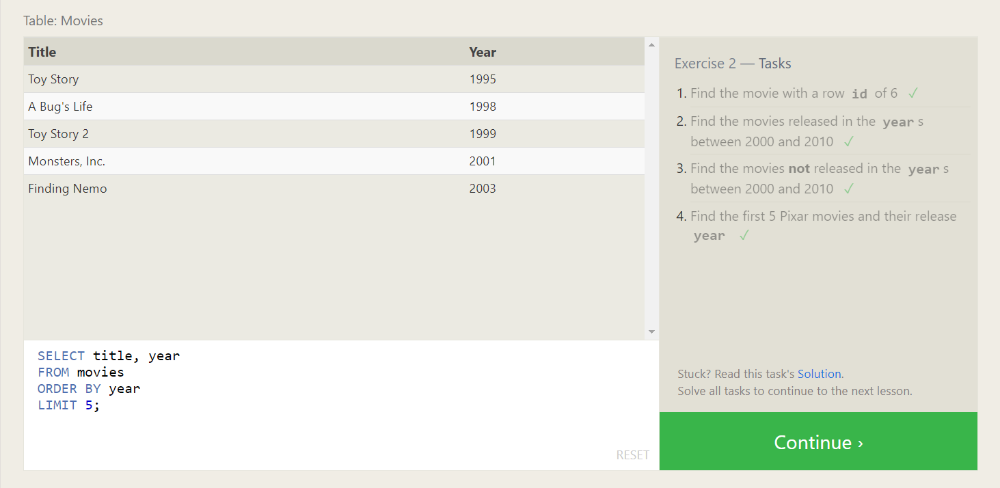 Table: Movies
Title Year
Toy Story 1995
A Bug's Life 1998
Toy Story 2 1999
Monsters, Inc. 2001
Finding Nemo 2003
SELECT title, year
FROM movies
ORDER BY year
LIMIT 5;
RESET
Exercise 2 — Tasks
1. Find the movie with a row id of 6 ✓
2. Find the movies released in the year s
between 2000 and 2010 ✓
3. Find the movies not released in the year s
between 2000 and 2010 ✓
4. Find the first 5 Pixar movies and their release
year ✓
Stuck? Read this task's Solution.
Solve all tasks to continue to the next lesson.
Continue ›